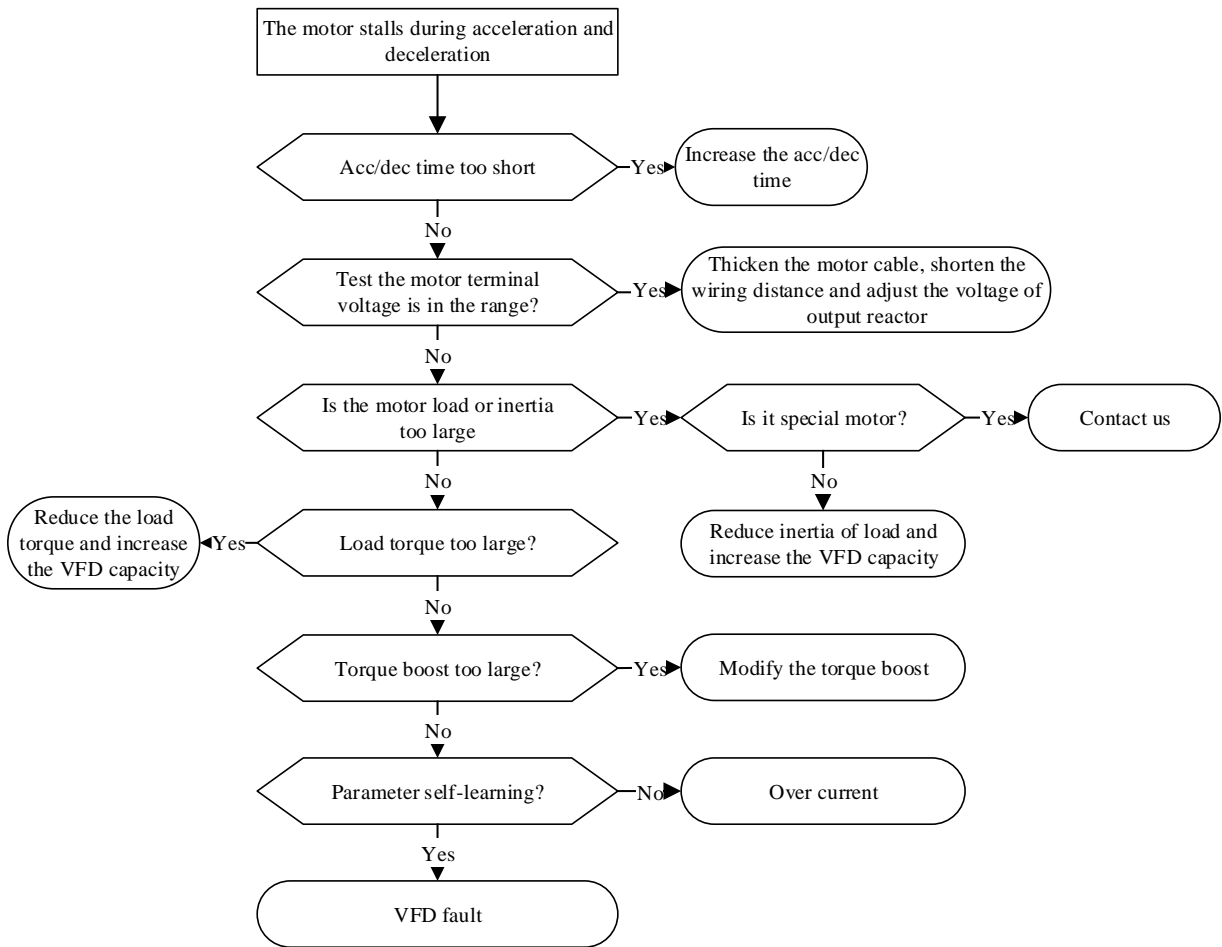 The motor stalls during acceleration and
deceleration
Acc/dec time too short
Yes
Increase the acc/dec
time
No
Test the motor terminal
voltage is in the range?
Yes
Thicken the motor cable, shorten the
wiring distance and adjust the voltage of
output reactor
No
Is the motor load or inertia
too large
Yes
Is it special motor?
Yes
Contact us
No
No
Reduce the load
torque and increase
the VFD capacity
Yes
Load torque too large?
Reduce inertia of load and
increase the VFD capacity
No
Torque boost too large?
Yes
Modify the torque boost
No
Parameter self-learning?
No
Over current
Yes
VFD fault